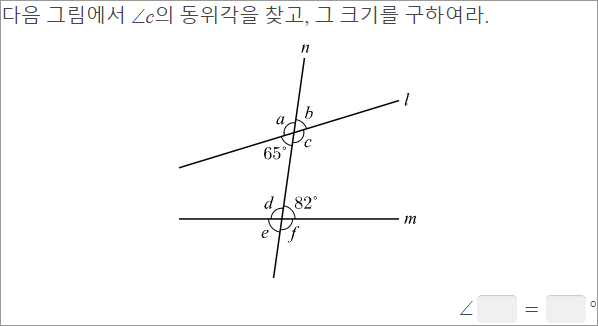 다음 그림에서 ∠c의 동위각을 찾고, 그 크기를 구하여라.
n
l
a b
65° c
d 82°
m
e f
∠ = °